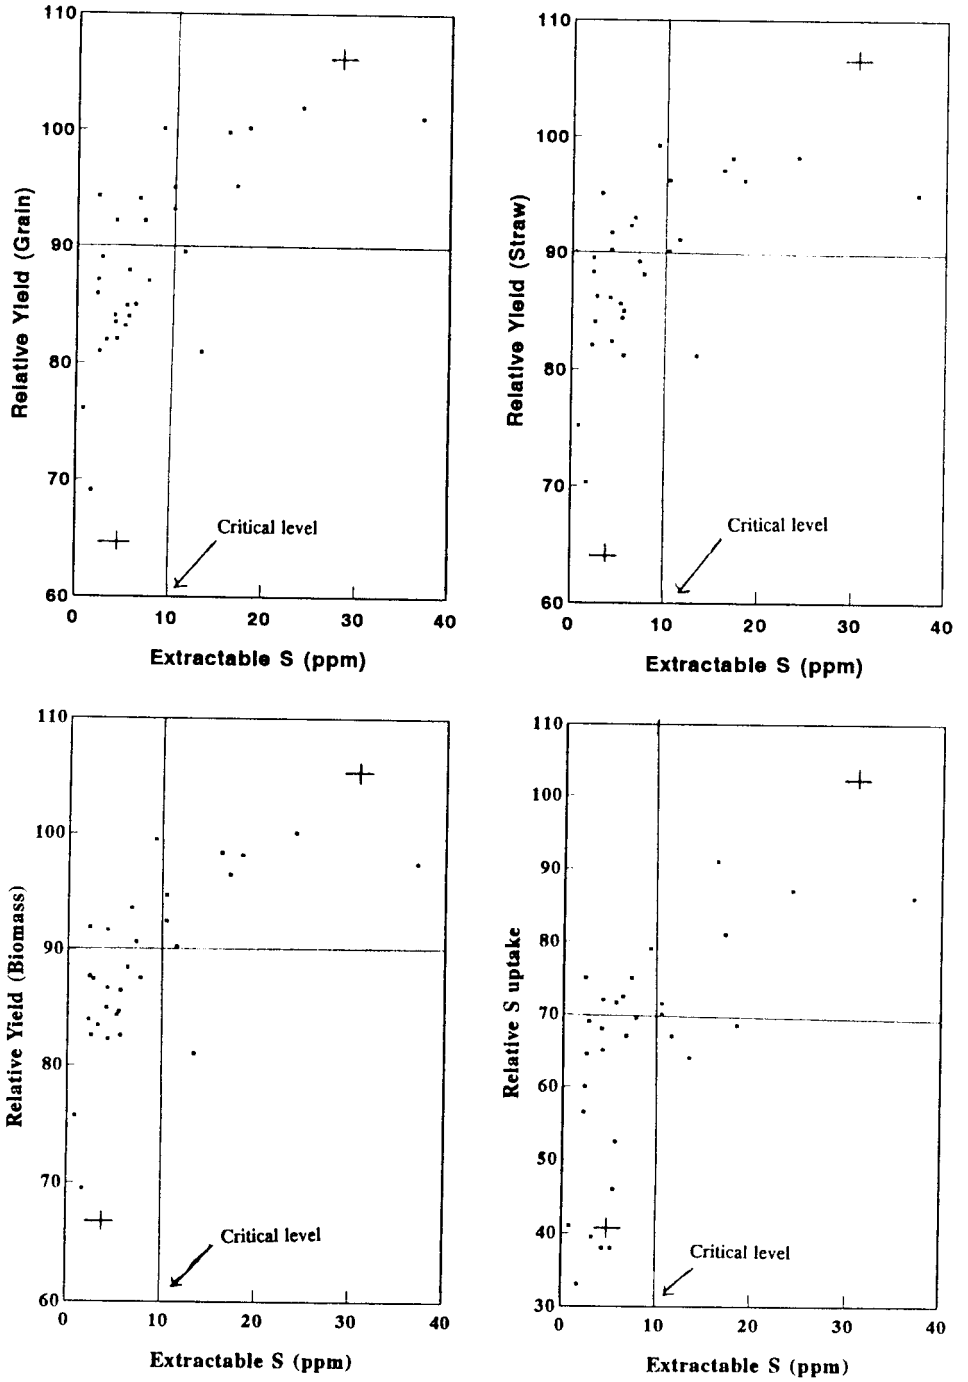 110
100
90
80
70
60
Relative Yield (Grain)
Critical level
0 10 20 30 40
Extractable S (ppm)
110
100
90
80
70
60
Relative Yield (Straw)
Critical level
0 10 20 30 40
Extractable S (ppm)
110
100
90
80
70
60
Relative Yield (Biomass)
Critical level
0 10 20 30 40
Extractable S (ppm)
110
100
90
80
70
60
50
40
30
Relative S uptake
Critical level
0 10 20 30 40
Extractable S (ppm)